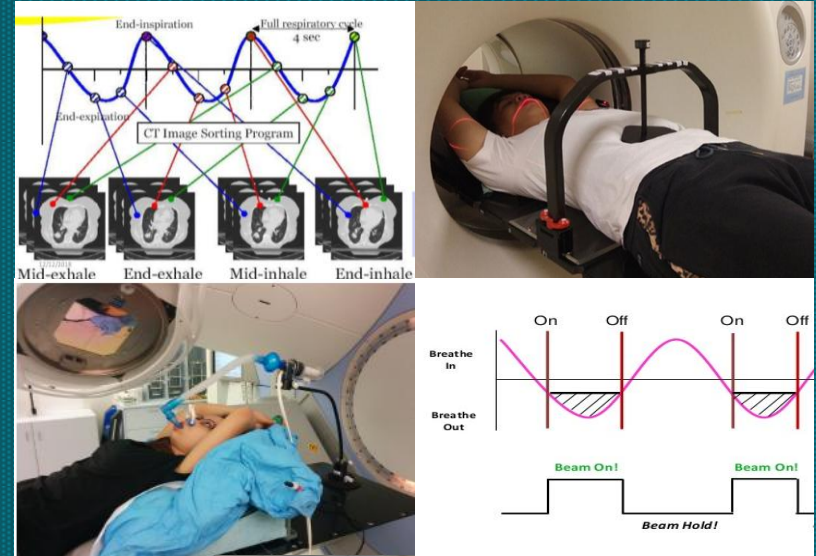 End-inspiration
Full respiratory cycle
4 sec
End-expiration
CT Image Sorting Program
Mid-exhale
End-exhale
Mid-inhale
End-inhale
On
Off
On
Off
Breathe
In
Breathe
Out
Beam On!
Beam On!
Beam Hold!